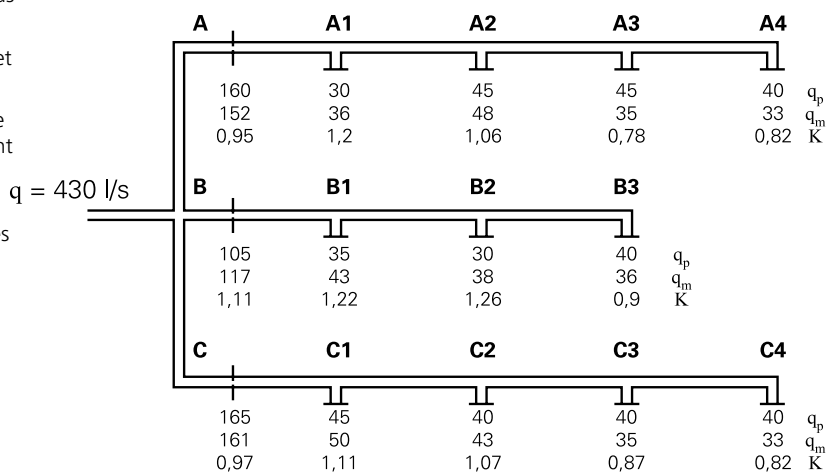 et
nt
A A1 A2 A3 A4
160 30 45 45 40 qp
152 36 48 35 33 qm
0,95 1,2 1,06 0,78 0,82 K
q = 430 l/s
B B1 B2 B3
105 35 30 40 qp
117 43 38 36 qm
1,11 1,22 1,26 0,9 K
C C1 C2 C3 C4
165 45 40 40 40 qp
161 50 43 35 33 qm
0,97 1,11 1,07 0,87 0,82 K